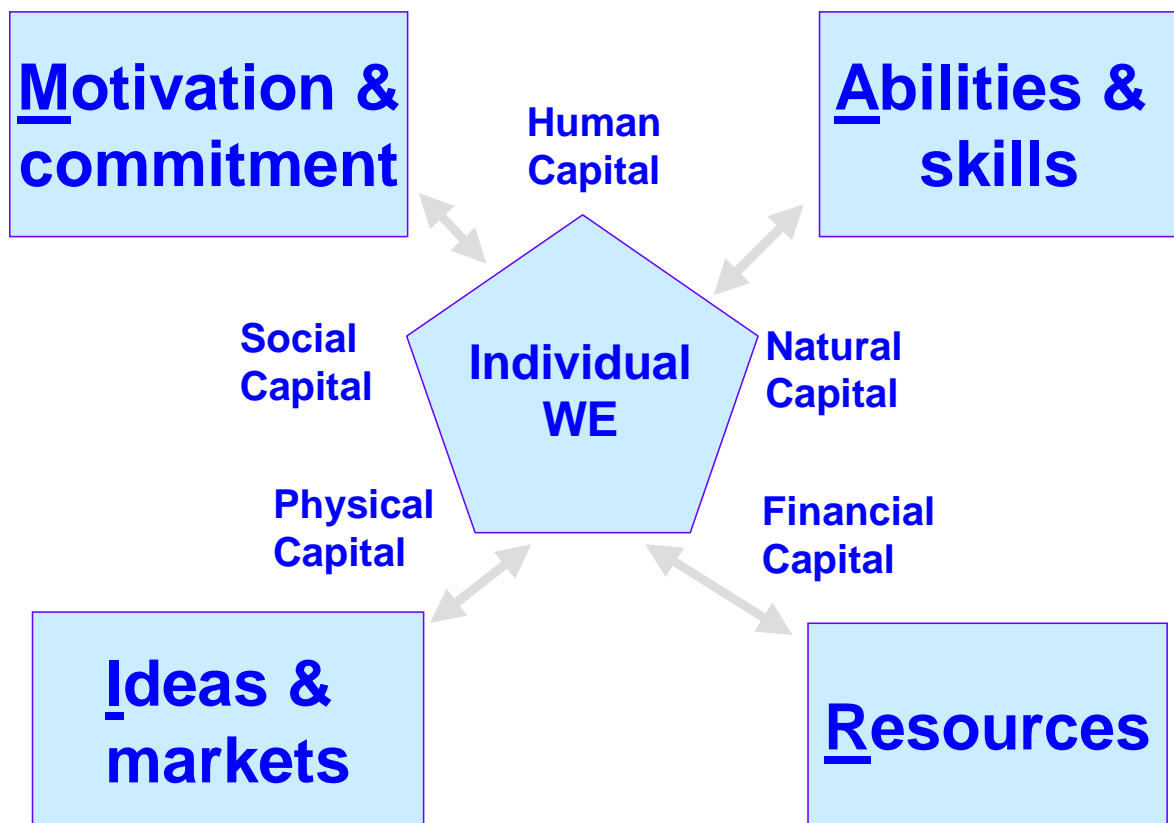 Motivation &
commitment
Human
Capital
Abilities &
skills
Social
Capital
Individual
WE
Natural
Capital
Physical
Capital
Financial
Capital
Ideas &
markets
Resources